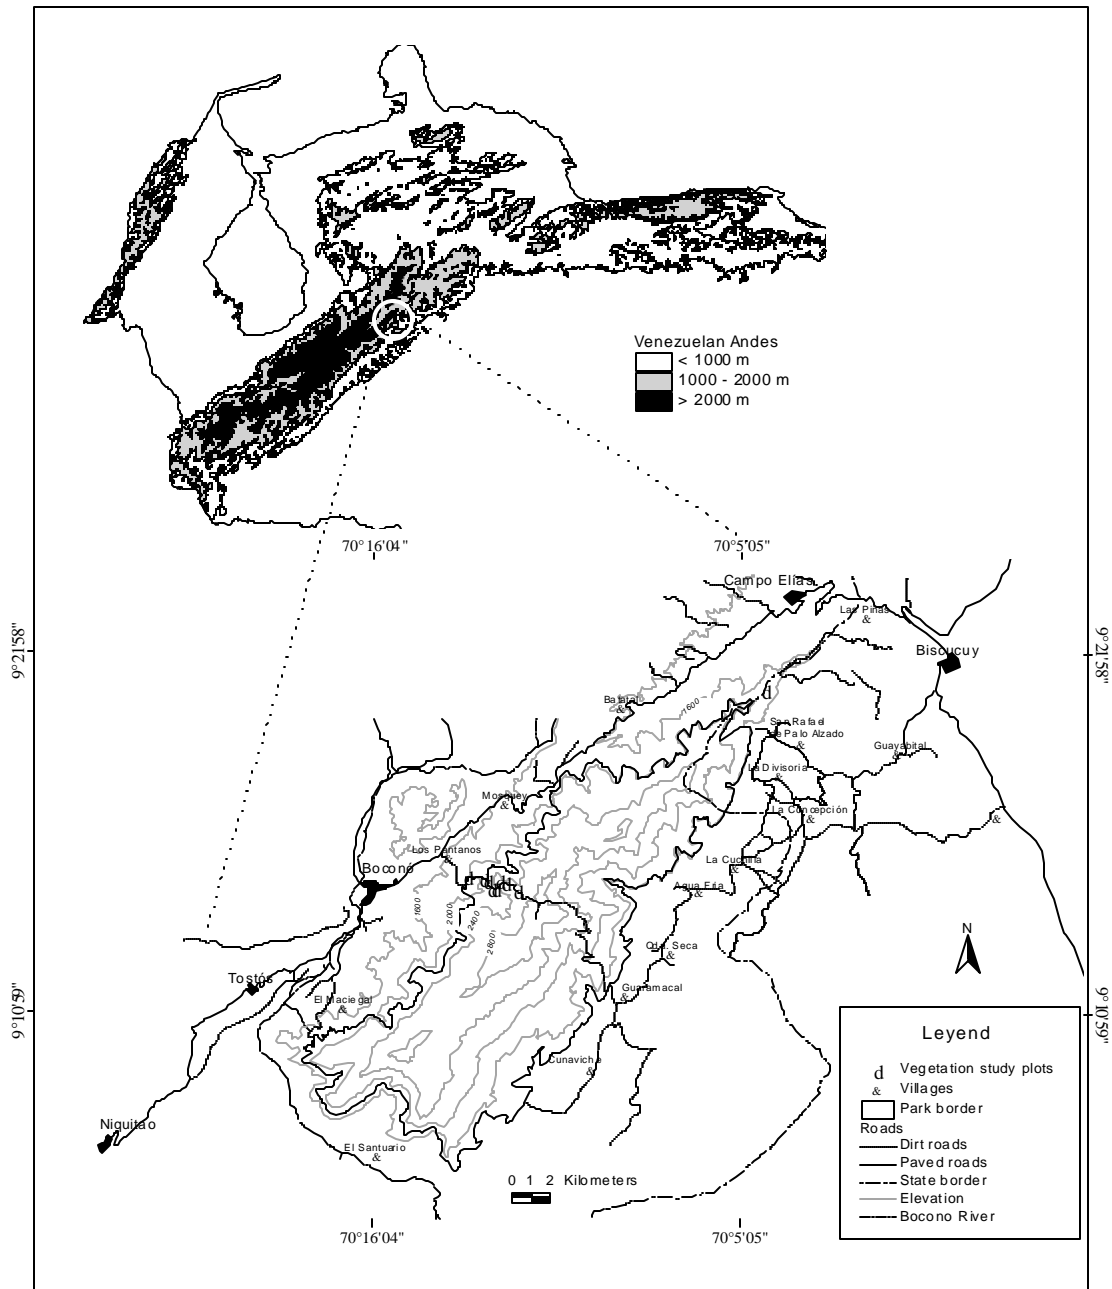 Venezuelan Andes
< 1000 m
1000 - 2000 m
> 2000 m
70°16'04"
70°5'05"
Campo Elías
Las Pinas
&
9°21'58"
9°21'58"
Biscucuy
d
Batatal
&
1600
San Rafael
de Palo Alzado
&
Guayabital
&
La Divisoria
&
Mosquey
&
La Concepción
&
&
Los Pantanos
&
La Cuchilla
&
Boconó
d d d d d d
Agua Fría
&
1600
2000
2400
2800
N
Qda. Seca
&
Tostós
Guaramacal
&
El Maciegal
&
9°10'59"
9°10'59"
Leyend
d Vegetation study plots
& Villages
Park border
Roads
Dirt roads
Paved roads
State border
Elevation
Bocono River
Cunaviche
&
Niquitao
El Santuario
&
0 1 2 Kilometers
70°16'04"
70°5'05"